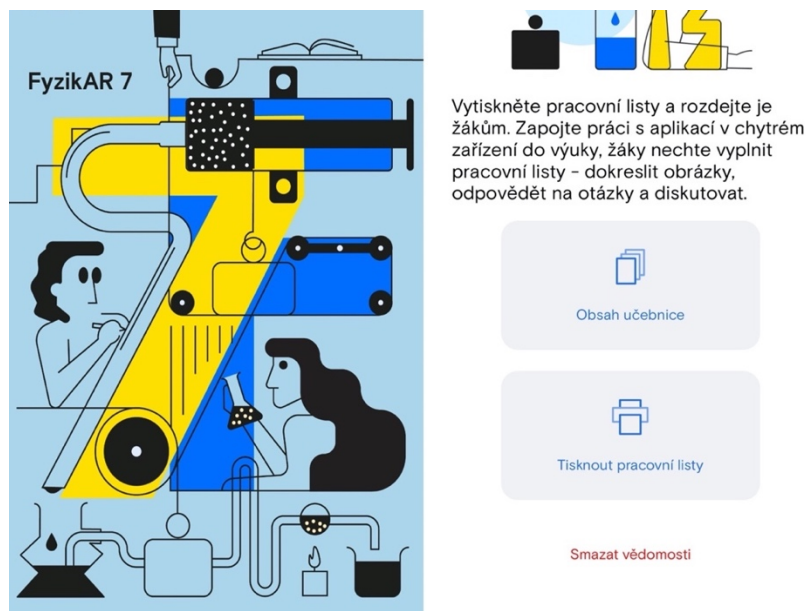 FyzikAR 7
Vytiskněte pracovní listy a rozdejte je
žákům. Zapojte práci s aplikací v chytrém
zařízení do výuky, žáky nechte vyplnit
pracovní listy – dokreslit obrázky,
odpovědět na otázky a diskutovat.
Obsah učebnice
Tisknout pracovní listy
Smazat vědomosti